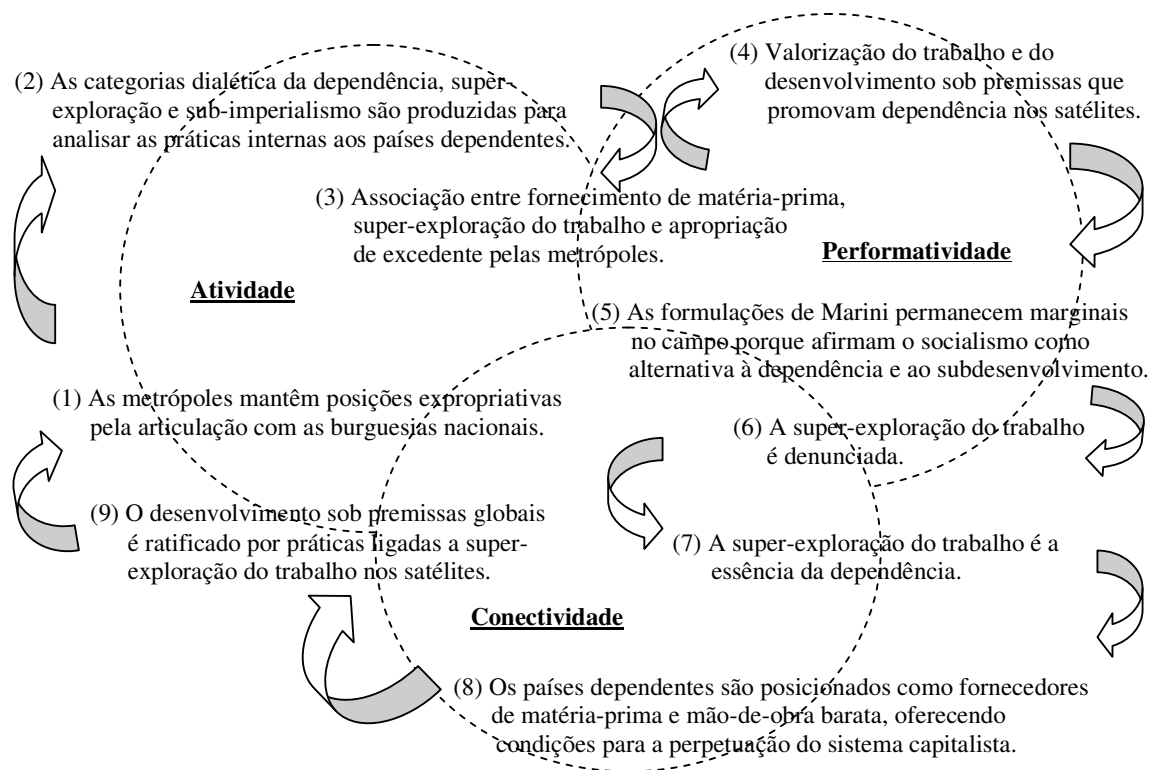 (4) Valorização do trabalho e do
desenvolvimento sob premissas que
promovam dependência nos satélites.
(2) As categorias dialética da dependência, super-
exploração e sub-imperialismo são produzidas para
analisar as práticas internas aos países dependentes.
(3) Associação entre fornecimento de matéria-prima,
super-exploração do trabalho e apropriação
de excedente pelas metrópoles.
Performatividade
Atividade
(5) As formulações de Marini permanecem marginais
no campo porque afirmam o socialismo como
alternativa à dependência e ao subdesenvolvimento.
(1) As metrópoles mantêm posições expropriativas
pela articulação com as burguesias nacionais.
(6) A super-exploração do trabalho
é denunciada.
(9) O desenvolvimento sob premissas globais
é ratificado por práticas ligadas a super-
exploração do trabalho nos satélites.
(7) A super-exploração do trabalho é a
essência da dependência.
Conectividade
(8) Os países dependentes são posicionados como fornecedores
de matéria-prima e mão-de-obra barata, oferecendo
condições para a perpetuação do sistema capitalista.